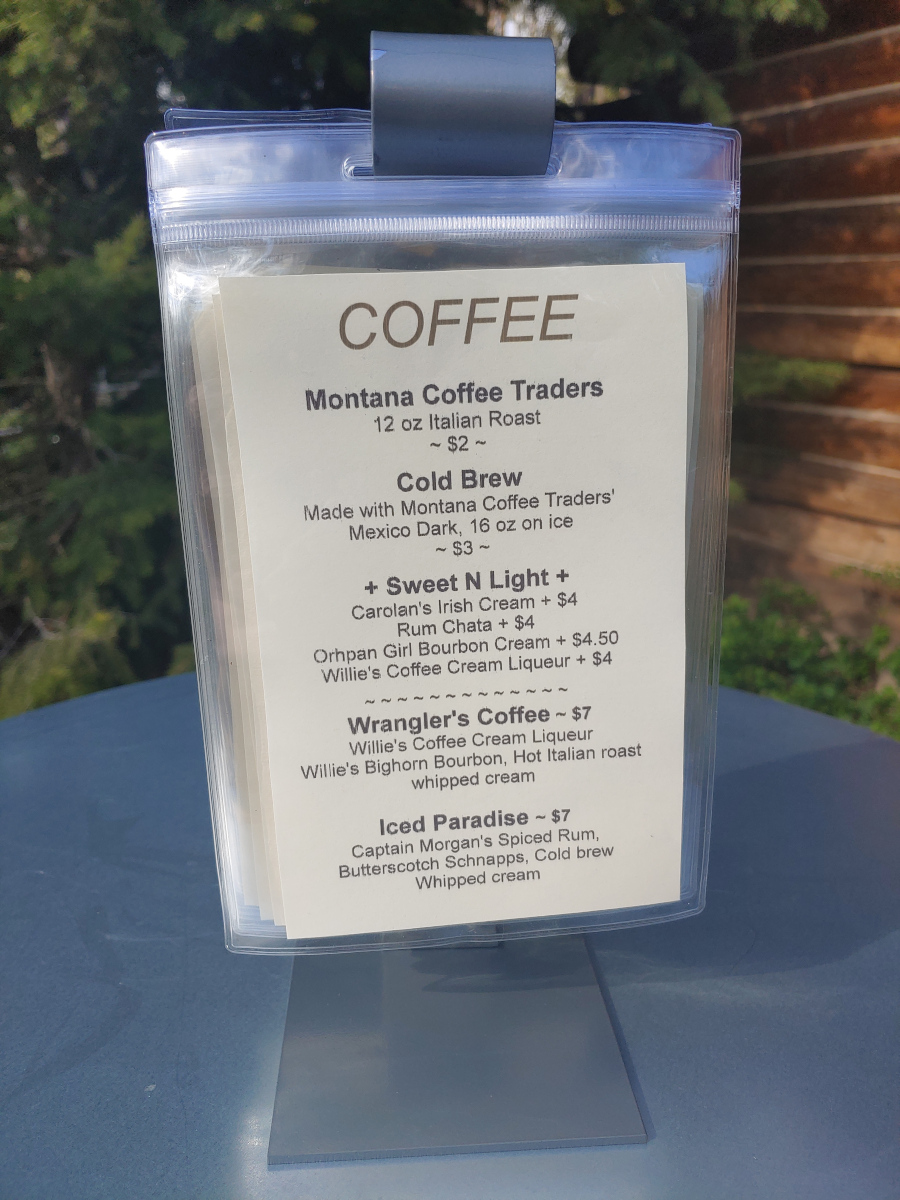 COFFEE
Montana Coffee Traders
12 oz Italian Roast
~ $2 ~
Cold Brew
Made with Montana Coffee Traders'
Mexico Dark, 16 oz on ice
~ $3 ~
+ Sweet N Light +
Carolan's Irish Cream + $4
Rum Chata + $4
Orhpan Girl Bourbon Cream + $4.50
Willie's Coffee Cream Liqueur + $4
~ ~ ~ ~ ~ ~ ~ ~ ~ ~ ~ ~ ~
Wrangler's Coffee ~ $7
Willie's Coffee Cream Liqueur
Willie's Bighorn Bourbon, Hot Italian roast
whipped cream
Iced Paradise ~ $7
Captain Morgan's Spiced Rum,
Butterscotch Schnapps, Cold brew
Whipped cream